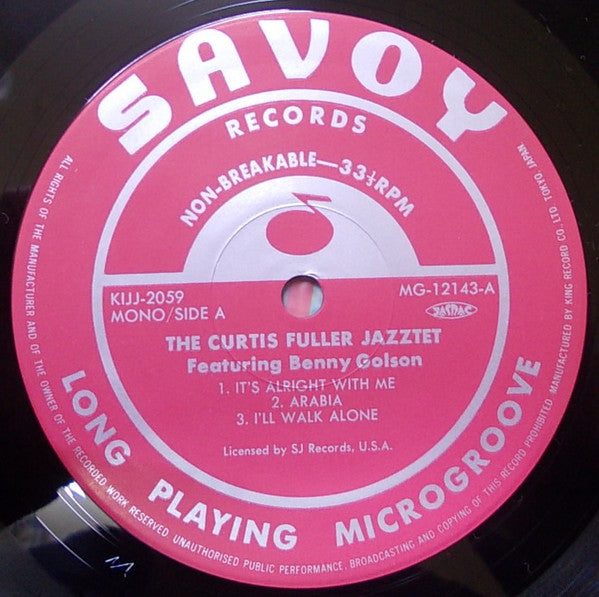 SAVOY
RECORDS
NON-BREAKABLE—33⅓RPM
KIJJ-2059
MONO/SIDE A
MG-12143-A
JASRAC
THE CURTIS FULLER JAZZTET
Featuring Benny Golson
1. IT'S ALRIGHT WITH ME
2. ARABIA
3. I'LL WALK ALONE
Licensed by SJ Records, U.S.A.
LONG PLAYING MICROGROOVE
ALL RIGHTS OF THE MANUFACTURER AND OF THE OWNER OF THE RECORDED WORK RESERVED. UNAUTHORISED PUBLIC PERFORMANCE, BROADCASTING AND COPYING OF THIS RECORD PROHIBITED. MANUFACTURED BY KING RECORD CO., LTD. TOKYO, JAPAN